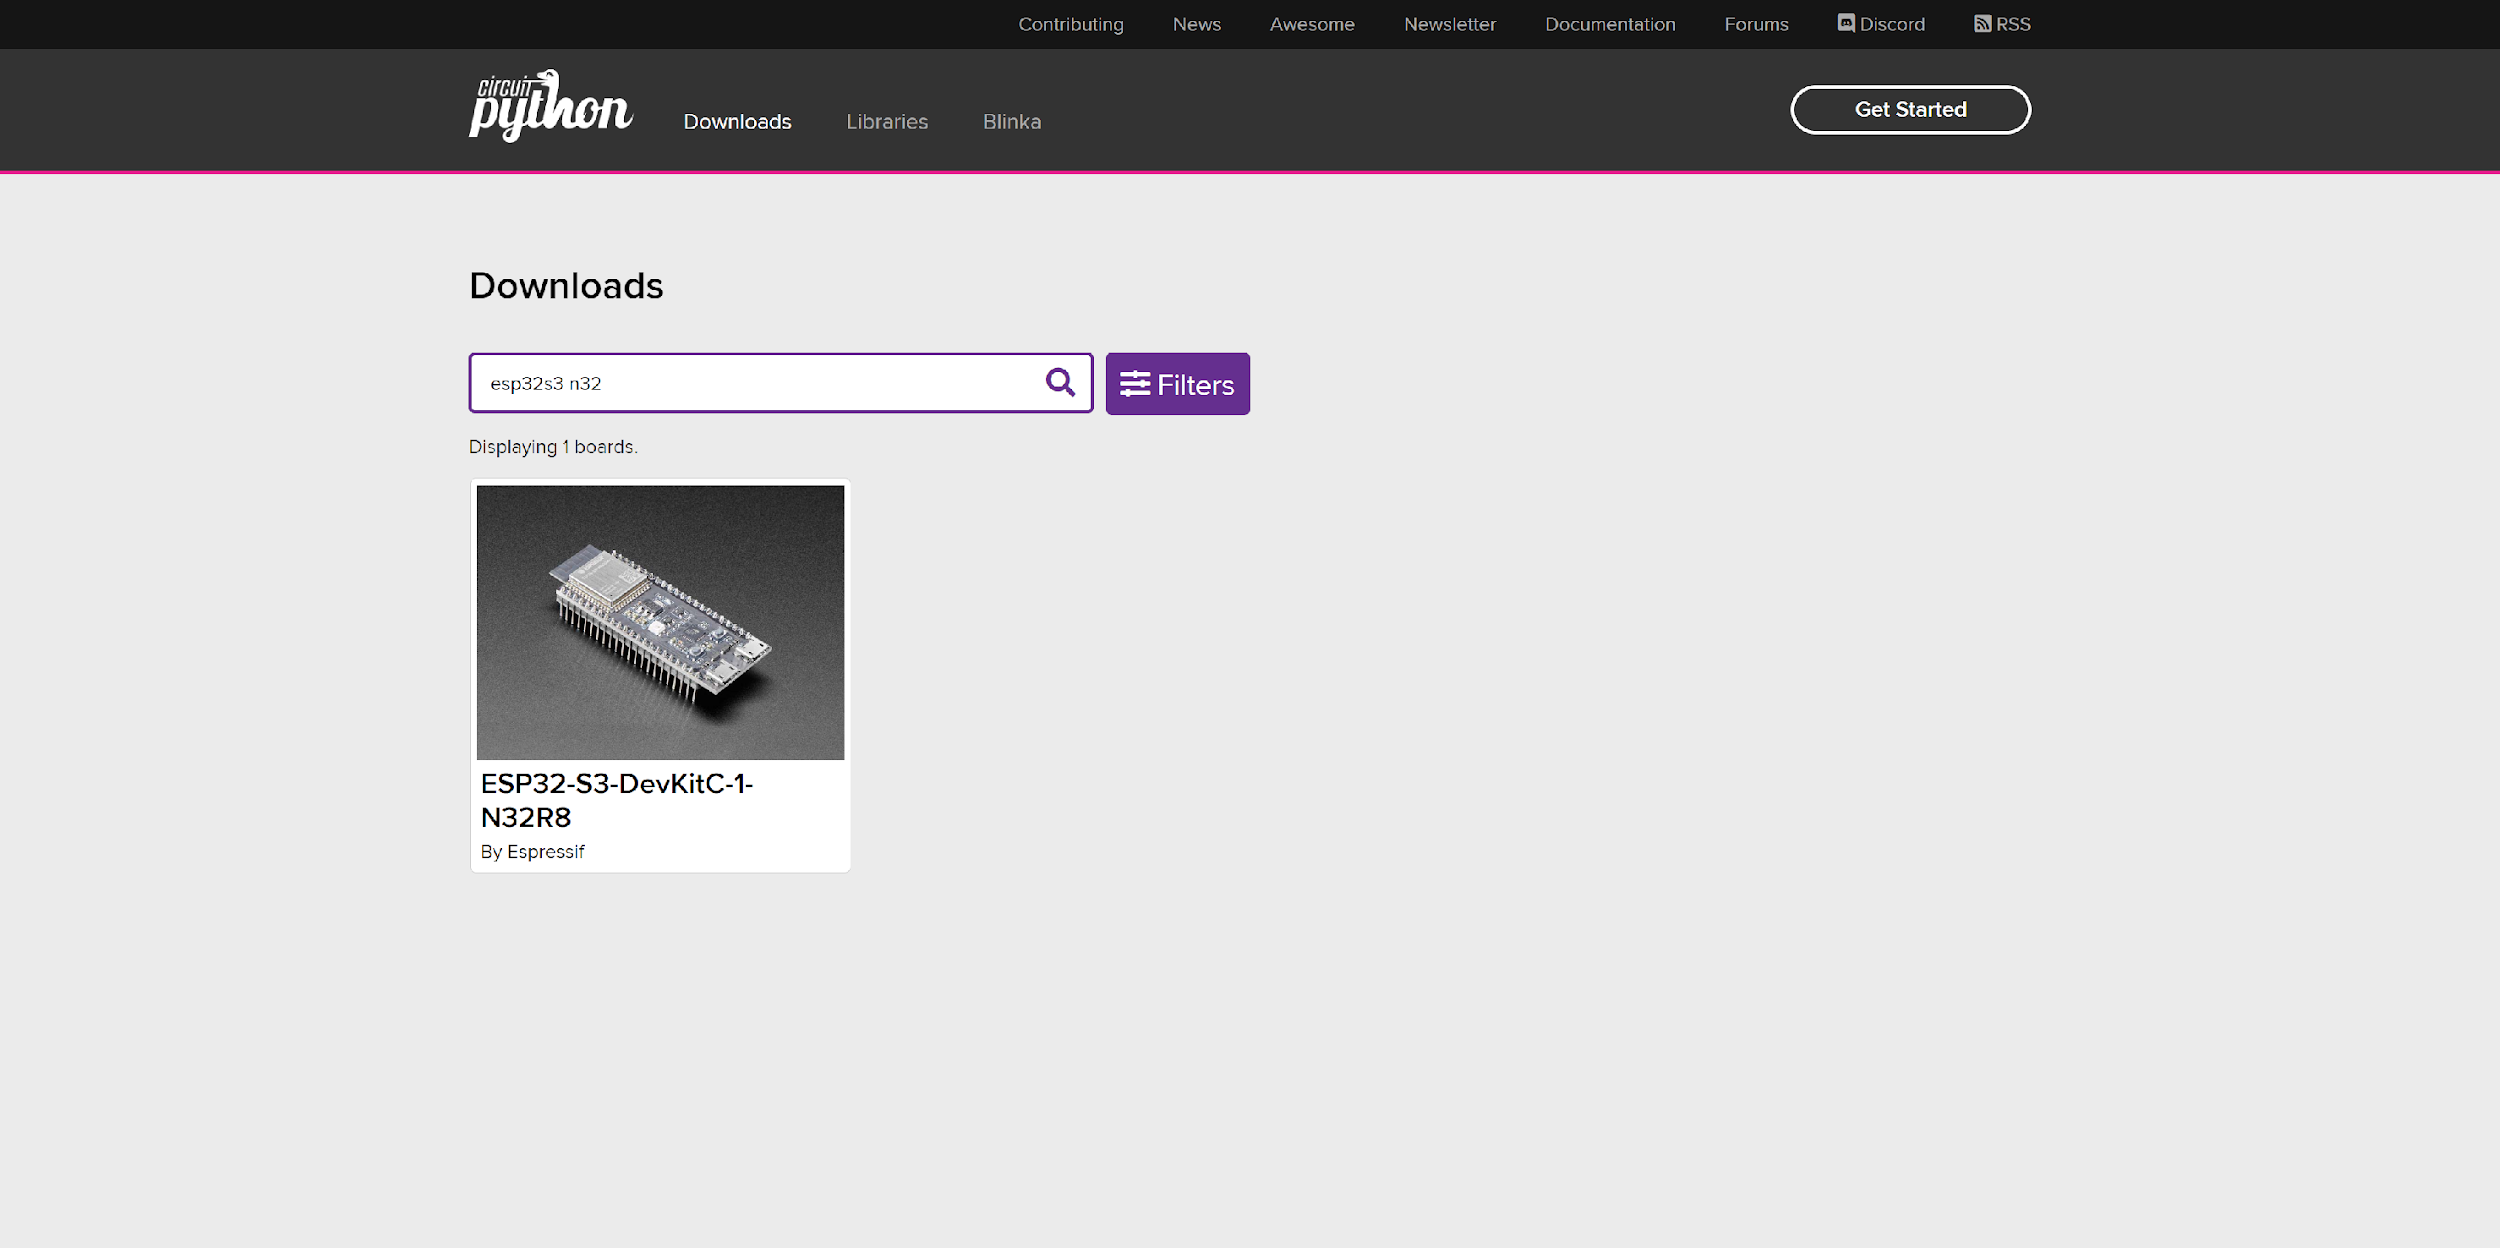 Contributing News Awesome Newsletter Documentation Forums Discord RSS
circuit
python
Downloads Libraries Blinka
Get Started
Downloads
esp32s3 n32
Filters
Displaying 1 boards.
ESP32-S3-DevKitC-1-
N32R8
By Espressif